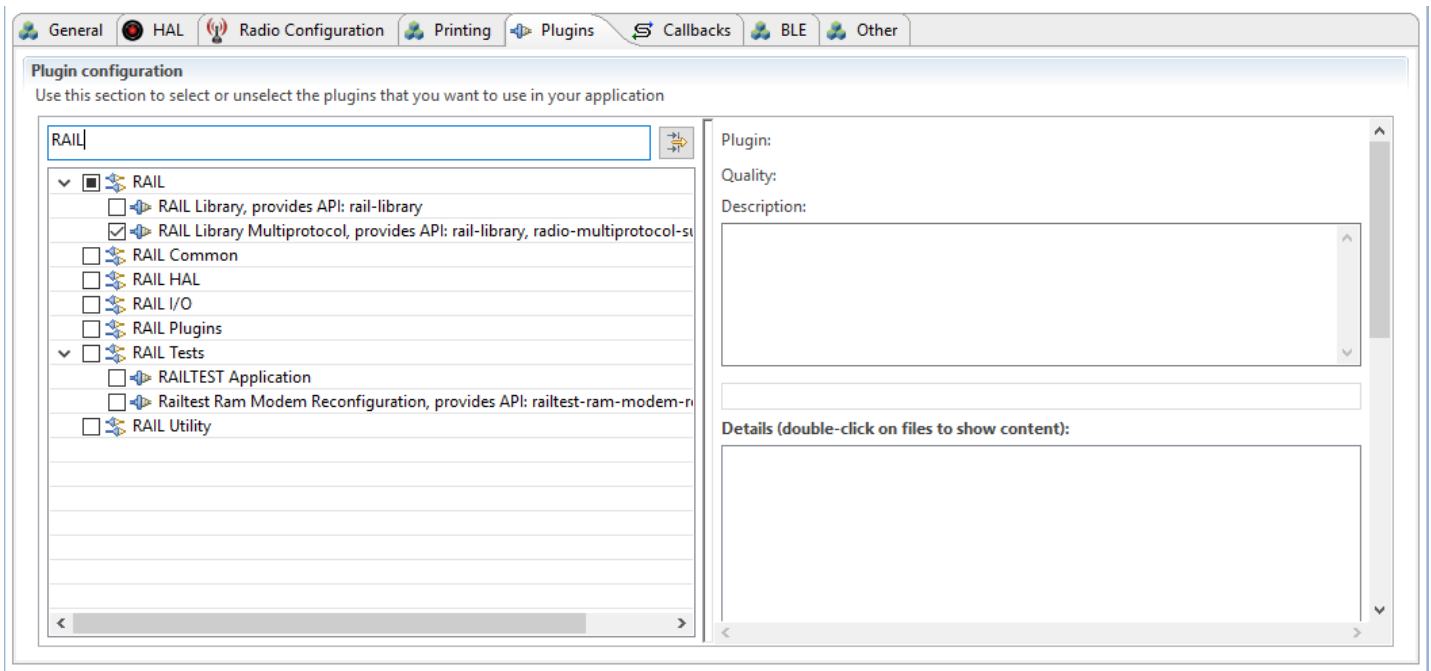 General HAL Radio Configuration Printing Plugins Callbacks BLE Other
Plugin configuration
Use this section to select or unselect the plugins that you want to use in your application
RAIL
RAIL
RAIL Library, provides API: rail-library
RAIL Library Multiprotocol, provides API: rail-library, radio-multiprotocol-su
RAIL Common
RAIL HAL
RAIL I/O
RAIL Plugins
RAIL Tests
RAILTEST Application
Railtest Ram Modem Reconfiguration, provides API: railtest-ram-modem-r
RAIL Utility
Plugin:
Quality:
Description:
Details (double-click on files to show content):